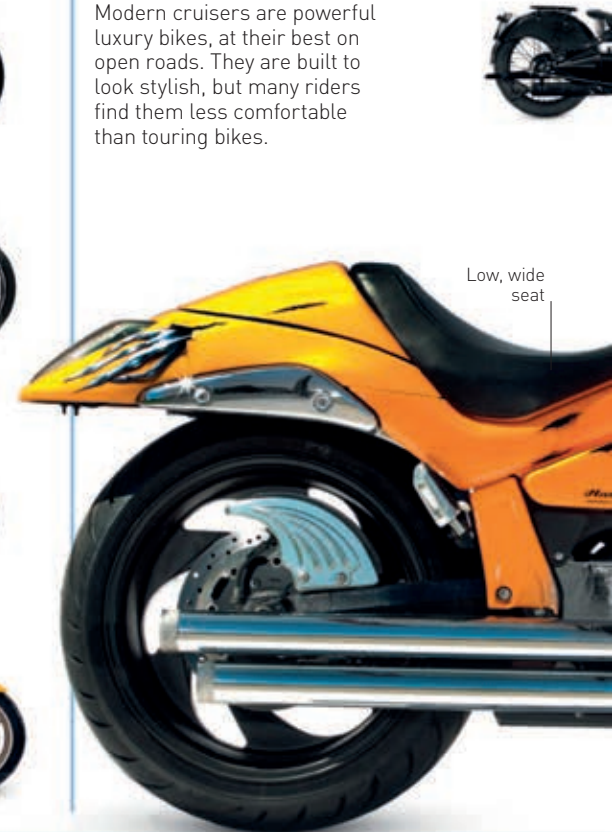 Modern cruisers are powerful
luxury bikes, at their best on
open roads. They are built to
look stylish, but many riders
find them less comfortable
than touring bikes.
Low, wide
seat